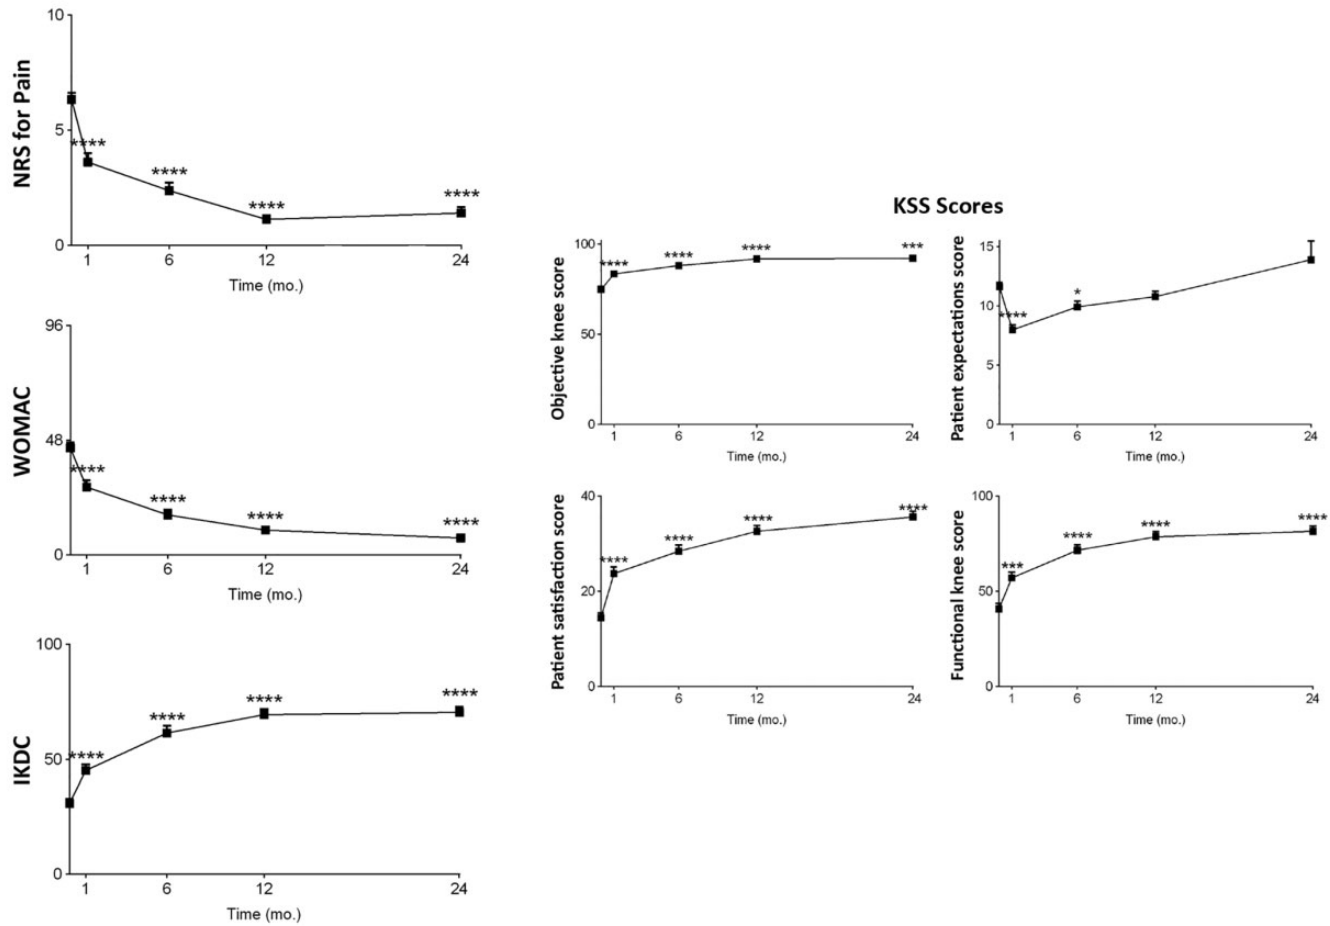 NRS for Pain
10
5
0
****
****
****
****
1 6 12 24
Time (mo.)
WOMAC
96
48
0
****
****
****
****
1 6 12 24
Time (mo.)
IKDC
100
50
0
****
****
****
****
1 6 12 24
Time (mo.)
KSS Scores
Objective knee score
100
50
0
****
****
****
***
1 6 12 24
Time (mo.)
Patient expectations score
15
10
5
0
****
*
1 6 12 24
Time (mo.)
Patient satisfaction score
40
20
0
****
****
****
****
1 6 12 24
Time (mo.)
Functional knee score
100
50
0
***
****
****
****
1 6 12 24
Time (mo.)